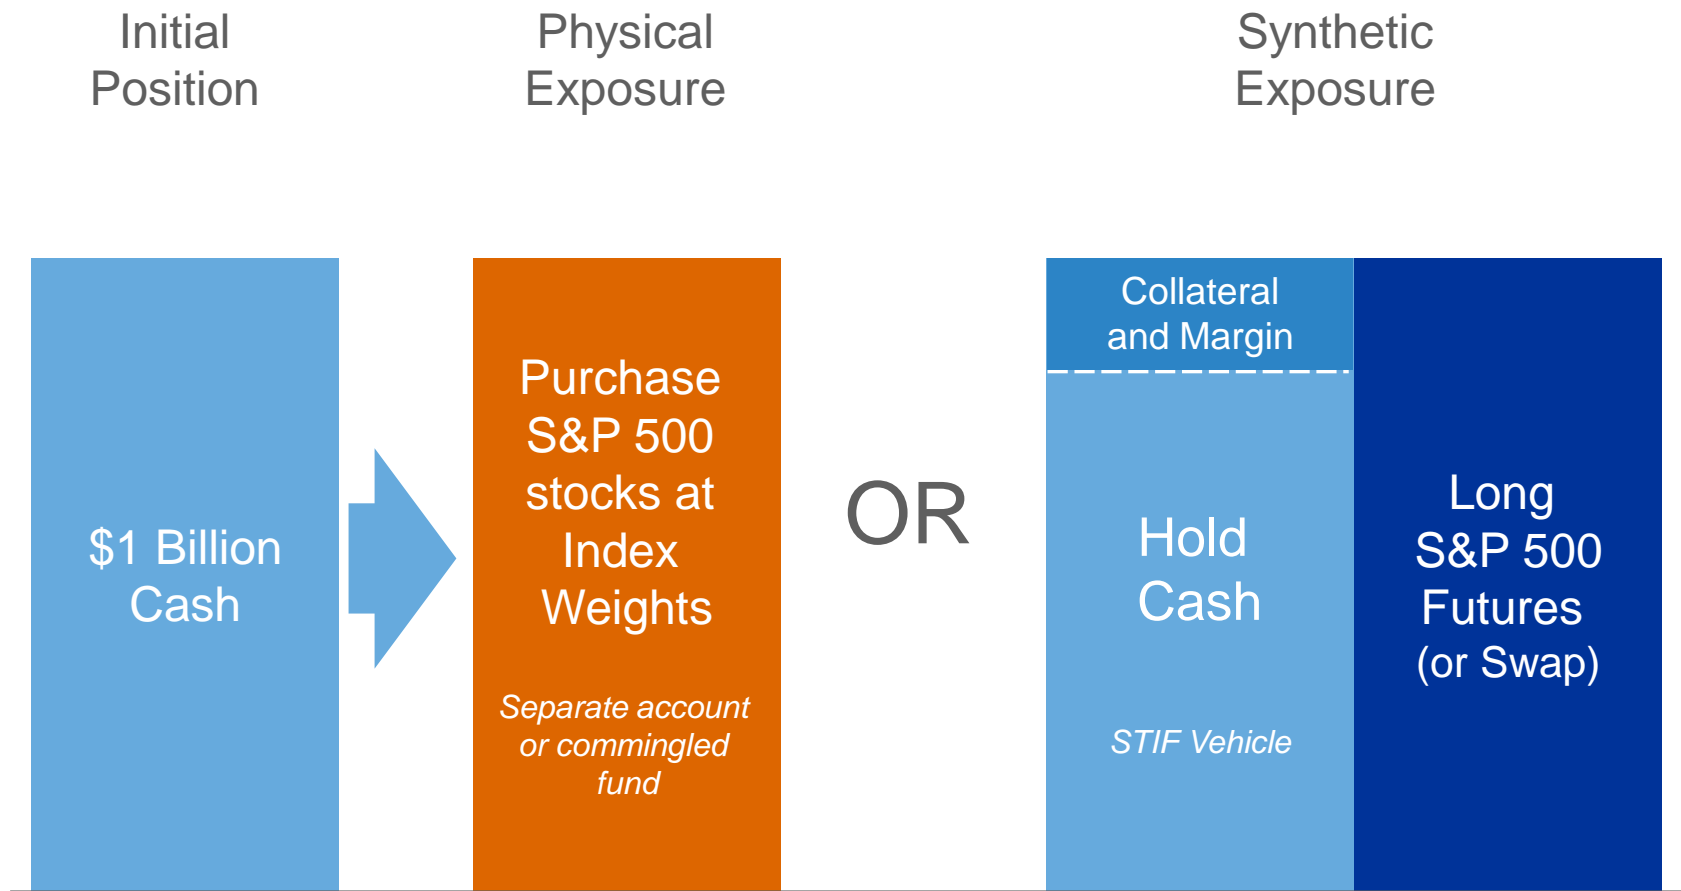 Initial
Position
Physical
Exposure
Synthetic
Exposure
$1 Billion
Cash
Purchase
S&P 500
stocks at
Index
Weights
Separate account
or commingled
fund
OR
Collateral
and Margin
Hold
Cash
STIF Vehicle
Long
S&P 500
Futures
(or Swap)